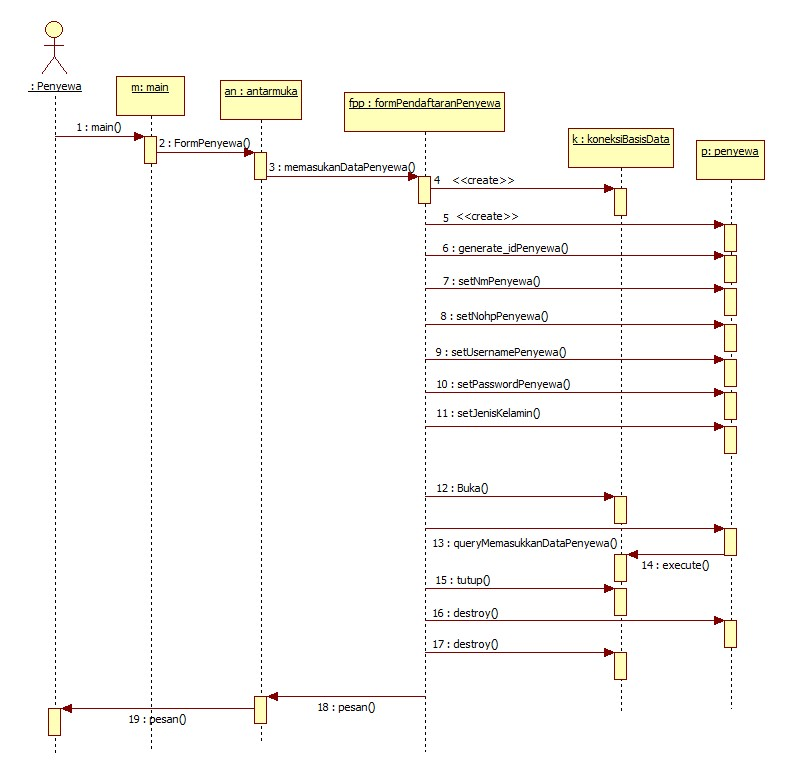 : Penyewa
m: main
an : antarmuka
fpp : formPendaftaranPenyewa
k : koneksiBasisData
p: penyewa
1 : main()
2 : FormPenyewa()
3 : memasukanDataPenyewa()
4 <<create>>
5 <<create>>
6 : generate_idPenyewa()
7 : setNmPenyewa()
8 : setNohpPenyewa()
9 : setUsernamePenyewa()
10 : setPasswordPenyewa()
11 : setJenisKelamin()
12 : Buka()
13 : queryMemasukkanDataPenyewa()
14 : execute()
15 : tutup()
16 : destroy()
17 : destroy()
18 : pesan()
19 : pesan()